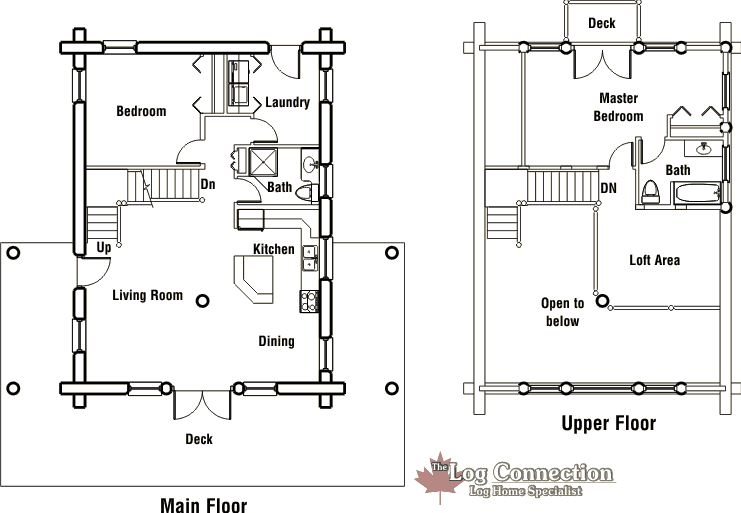 Bedroom
Laundry
Dn
Bath
Up
Kitchen
Living Room
Dining
Deck
Main Floor
Deck
Master
Bedroom
Bath
DN
Loft Area
Open to
below
Upper Floor
The Log Connection
Log Home Specialist